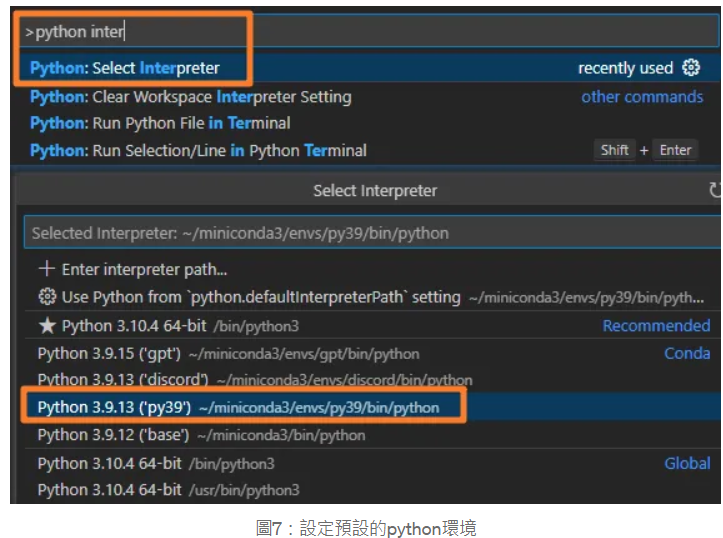 >python inter
Python: Select Interpreter recently used
Python: Clear Workspace Interpreter Setting other commands
Python: Run Python File in Terminal
Python: Run Selection/Line in Python Terminal Shift + Enter
Select Interpreter
Selected Interpreter: ~/miniconda3/envs/py39/bin/python
Enter interpreter path...
Use Python from `python.defaultInterpreterPath` setting ~/miniconda3/envs/py39/bin/pyth...
Python 3.10.4 64-bit /bin/python3 Recommended
Python 3.9.15 ('gpt') ~/miniconda3/envs/gpt/bin/python Conda
Python 3.9.13 ('discord') ~/miniconda3/envs/discord/bin/python
Python 3.9.13 ('py39') ~/miniconda3/envs/py39/bin/python
Python 3.9.12 ('base') ~/miniconda3/bin/python
Python 3.10.4 64-bit /bin/python3 Global
Python 3.10.4 64-bit /usr/bin/python3
圖7：設定預設的python環境